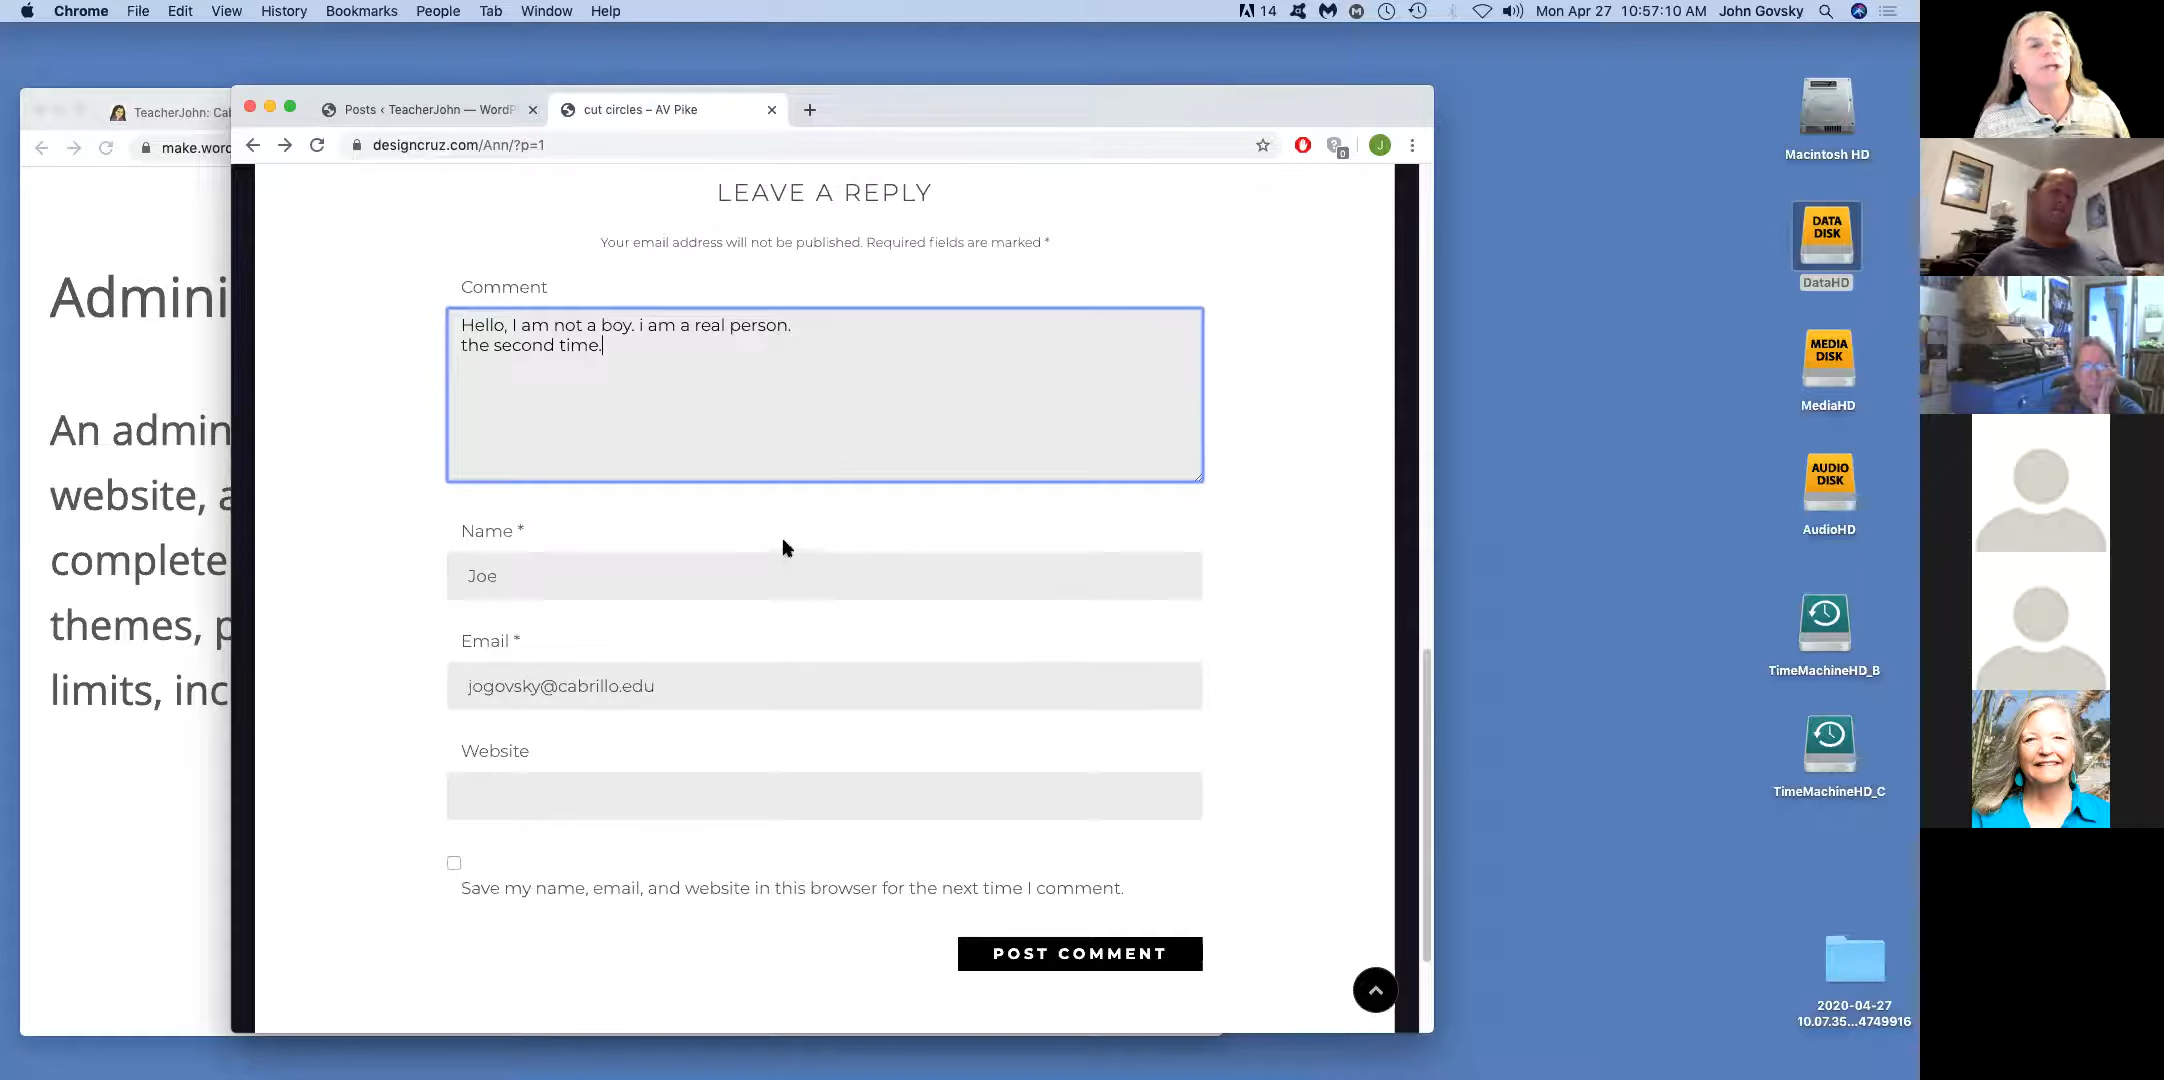 Chrome File Edit View History Bookmarks People Tab Window Help
14 Mon Apr 27 10:57:10 AM John Govsky
TeacherJohn: Cab
make.word
Posts ‹ TeacherJohn — WordP
cut circles – AV Pike
designcruz.com/Ann/?p=1
0
J
Admini
An admin
website, a
complete
themes, p
limits, inc
LEAVE A REPLY
Your email address will not be published. Required fields are marked *
Comment
Hello, I am not a boy. i am a real person.
the second time.
Name *
Joe
Email *
jogovsky@cabrillo.edu
Website
Save my name, email, and website in this browser for the next time I comment.
POST COMMENT
Macintosh HD
DATA
DISK
DataHD
MEDIA
DISK
MediaHD
AUDIO
DISK
AudioHD
TimeMachineHD_B
TimeMachineHD_C
2020-04-27
10.07.35...4749916